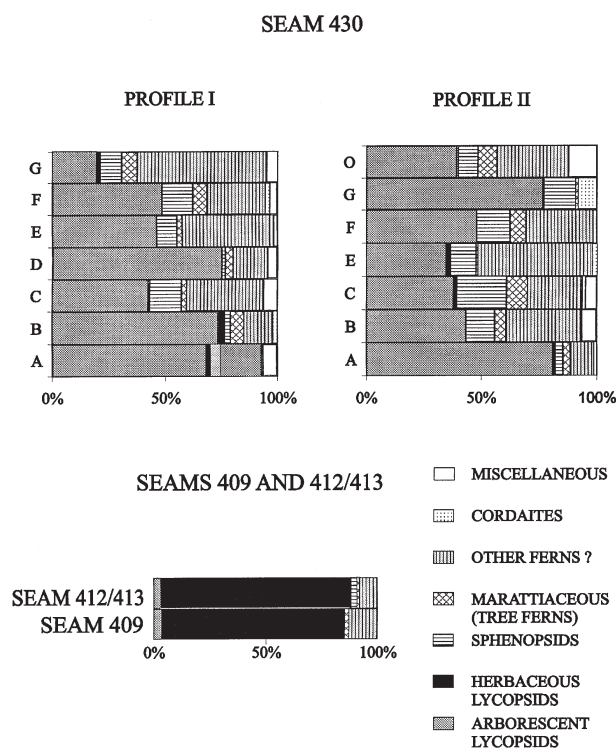 SEAM 430
PROFILE I
PROFILE II
G
F
E
D
C
B
A
0%
50%
100%
O
G
F
E
C
B
A
0%
50%
100%
SEAMS 409 AND 412/413
SEAM 412/413
SEAM 409
0%
50%
100%
MISCELLANEOUS
CORDAITES
OTHER FERNS ?
MARATTIACEOUS
(TREE FERNS)
SPHENOPSIDS
HERBACEOUS
LYCOPSIDS
ARBORESCENT
LYCOPSIDS